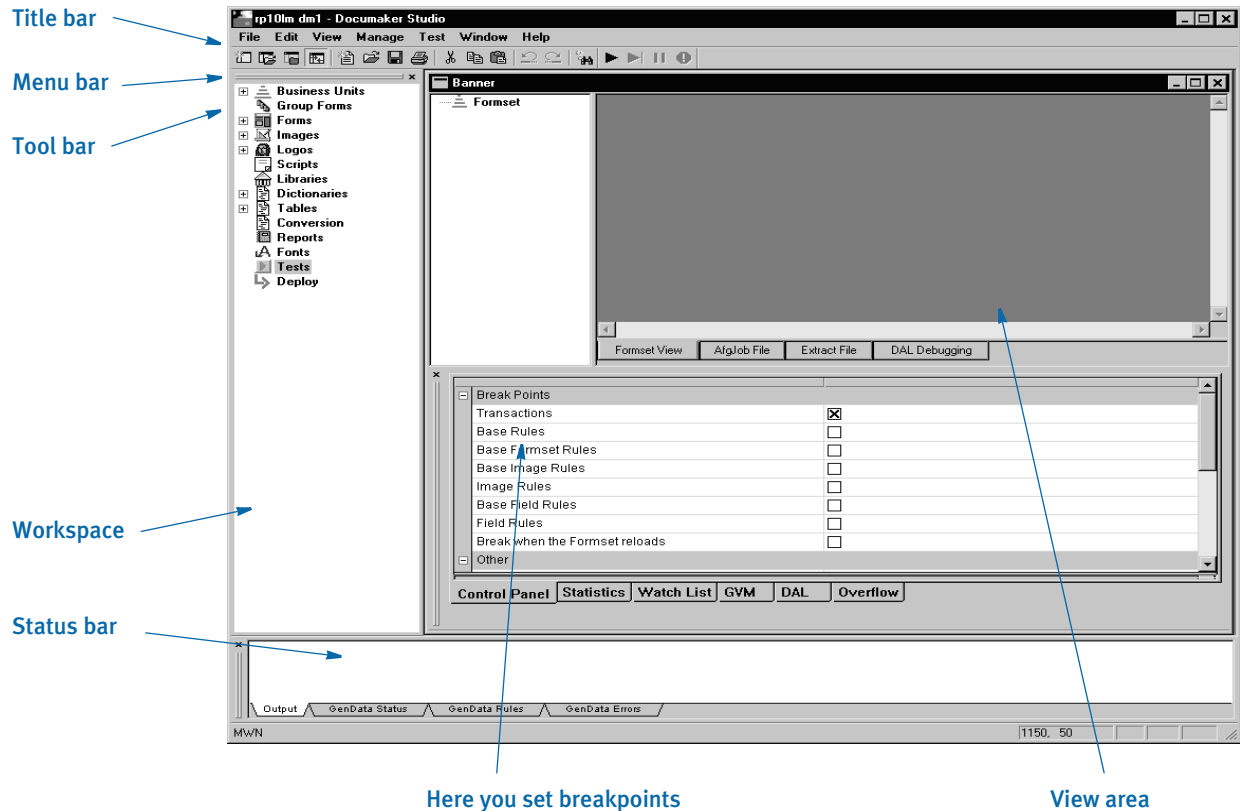 Title bar
Menu bar
Tool bar
Workspace
Status bar
rp10lm dm1 - Documaker Studio
File Edit View Manage Test Window Help
Business Units
Group Forms
Forms
Images
Logos
Scripts
Libraries
Dictionaries
Tables
Conversion
Reports
Fonts
Tests
Deploy
Banner
Formset
Formset View AfgJob File Extract File DAL Debugging
Break Points
Transactions
Base Rules
Base Formset Rules
Base Image Rules
Image Rules
Base Field Rules
Field Rules
Break when the Formset reloads
Other
Control Panel Statistics Watch List GVM DAL Overflow
Output GenData Status GenData Rules GenData Errors
MWN 1150, 50
Here you set breakpoints
View area